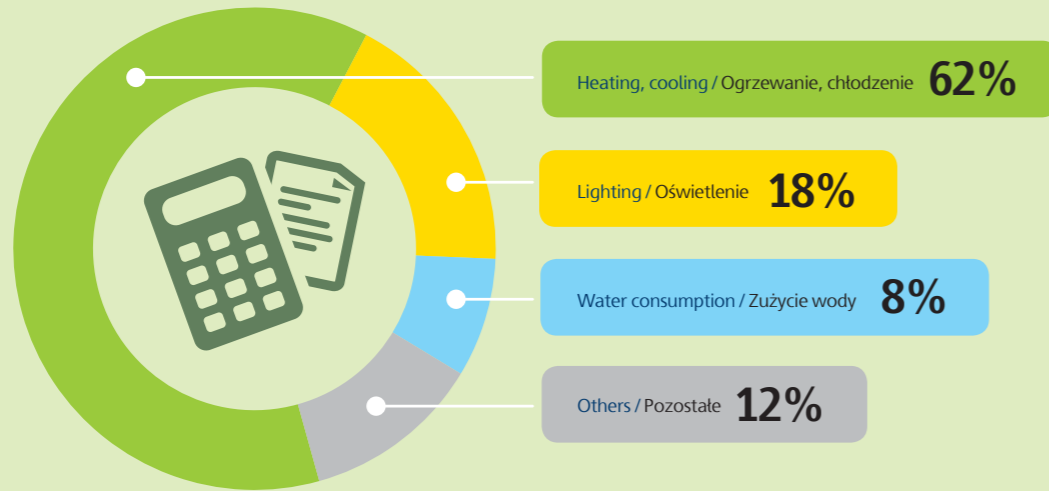 Heating, cooling / Ogrzewanie, chłodzenie 62%
Lighting / Oświetlenie 18%
Water consumption / Zużycie wody 8%
Others / Pozostałe 12%